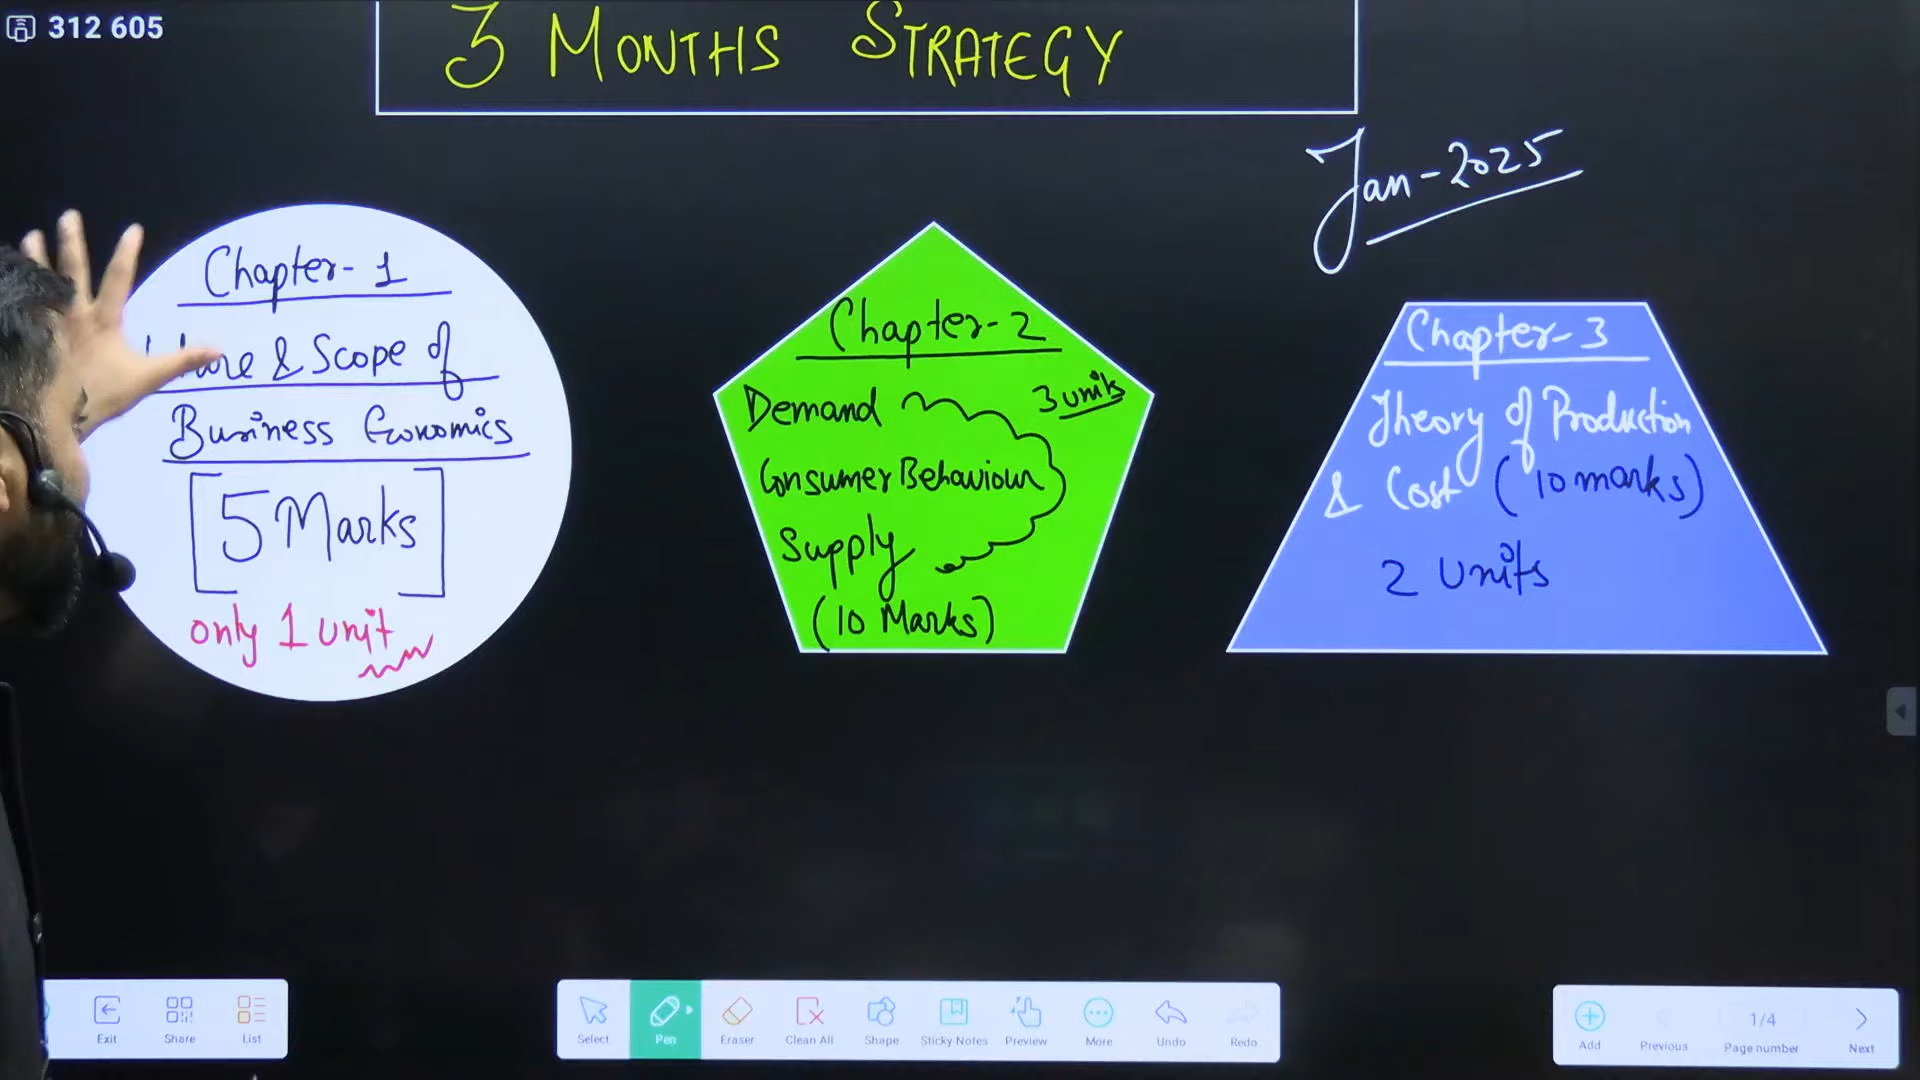 312 605
3 MONTHS STRATEGY
Jan-2025
Chapter-1
& Scope of
Business Economics
[5 Marks]
only 1 unit
Chapter-2
Demand
3 units
Consumer Behaviour
Supply
(10 Marks)
Chapter-3
Theory of Production
& Cost (10 marks)
2 Units
Exit
Share
List
Select
Pen
Eraser
Clean All
Shape
Sticky Notes
Preview
More
Undo
Redo
Add
Previous
1/4
Page number
Next